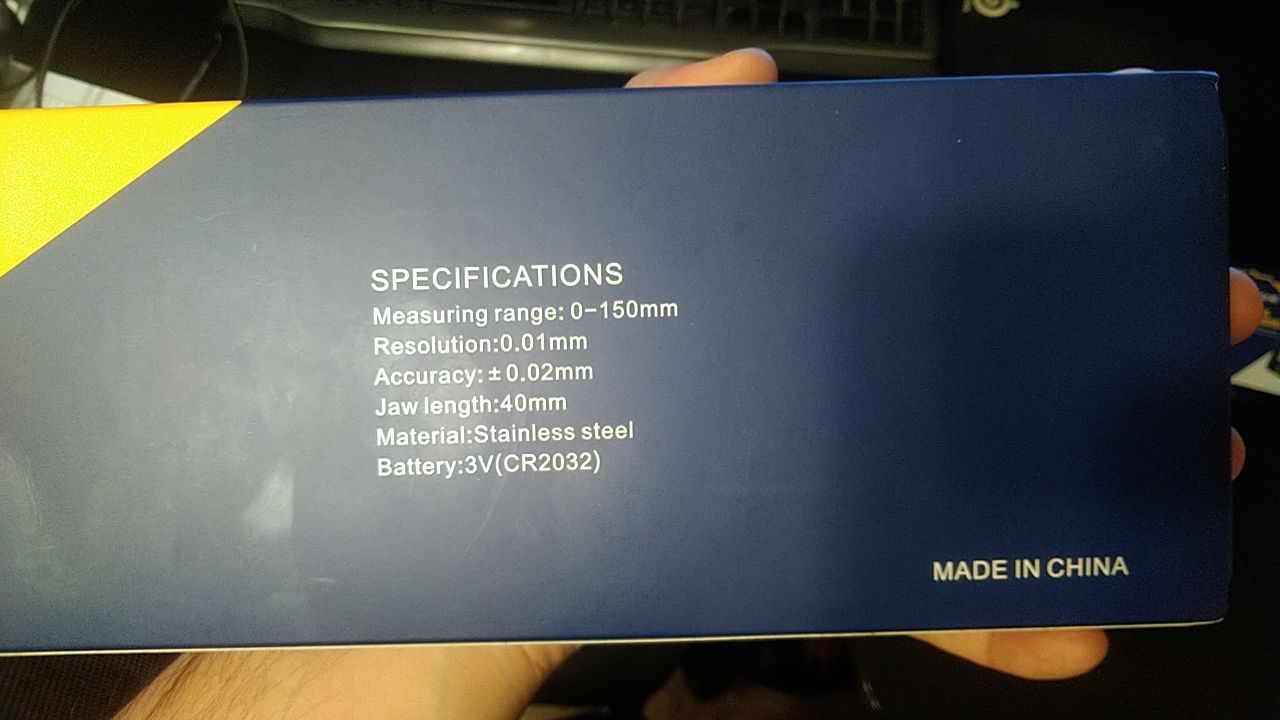 SPECIFICATIONS
Measuring range: 0-150mm
Resolution:0.01mm
Accuracy: ±0.02mm
Jaw length:40mm
Material:Stainless steel
Battery:3V(CR2032)
MADE IN CHINA